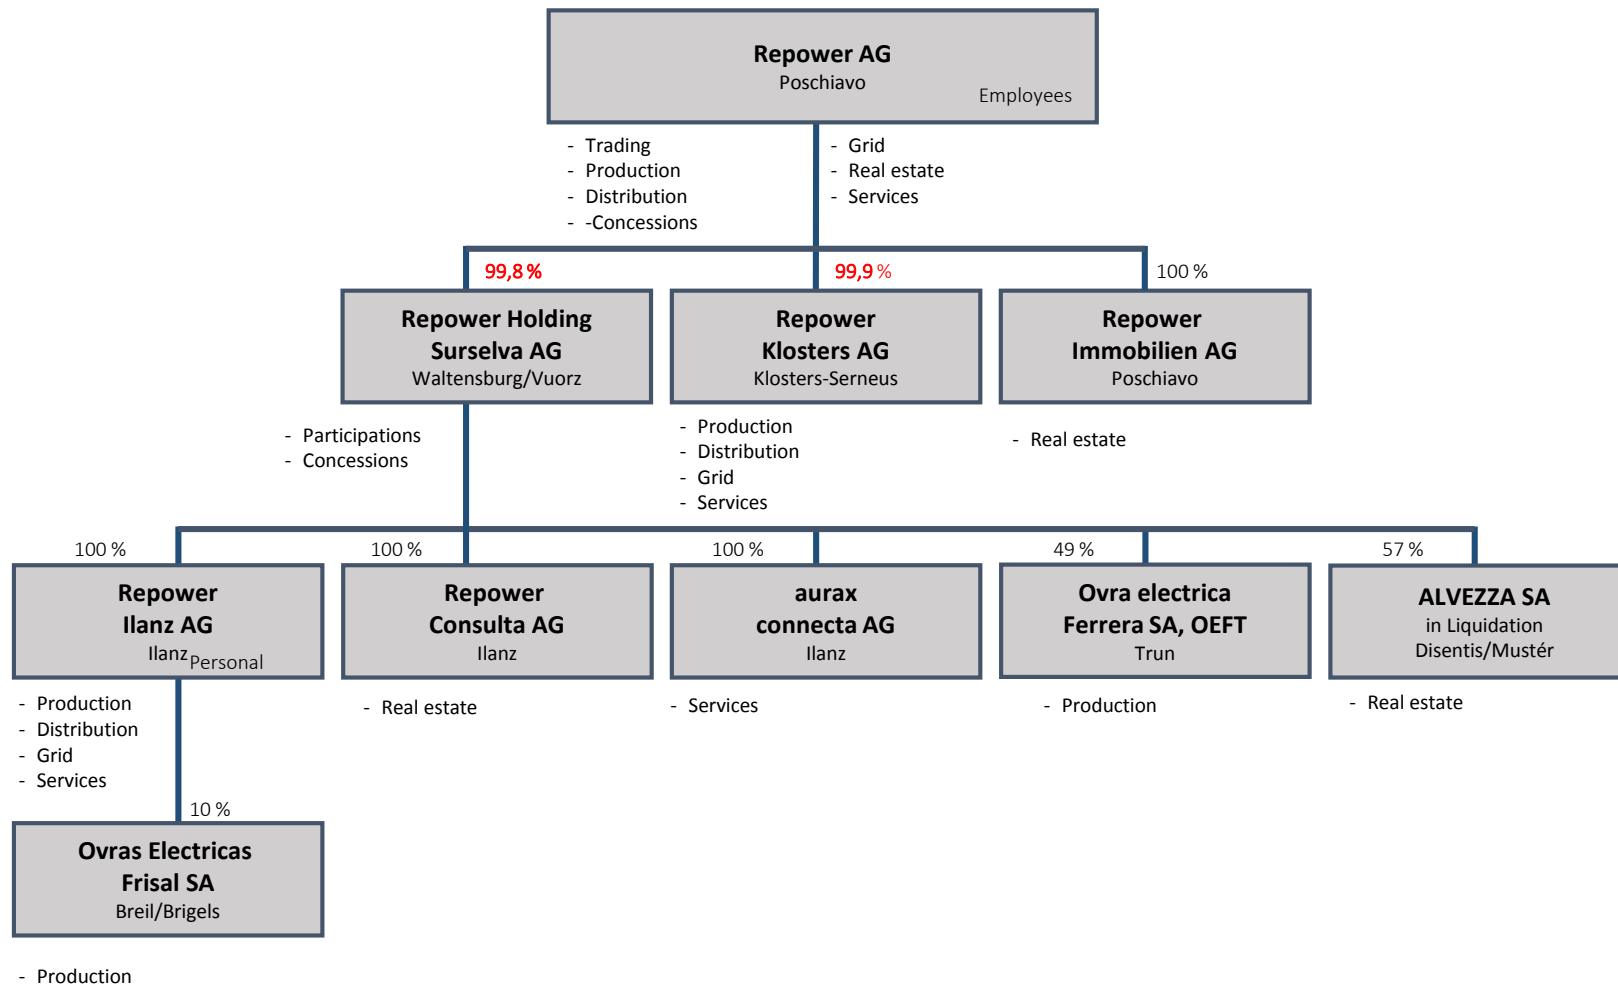 Repower AG
Poschiavo
Employees
- Trading
- Production
- Distribution
- -Concessions
- Grid
- Real estate
- Services
99,8 %
99,9 %
100 %
Repower Holding
Surselva AG
Waltensburg/Vuorz
Repower
Klosters AG
Klosters-Serneus
Repower
Immobilien AG
Poschiavo
- Participations
- Concessions
- Production
- Distribution
- Grid
- Services
- Real estate
100 %
100 %
100 %
49 %
57 %
Repower
Ilanz AG
Ilanz
Personal
Repower
Consulta AG
Ilanz
aurax
connecta AG
Ilanz
Ovra electrica
Ferrera SA, OEFT
Trun
ALVEZZA SA
in Liquidation
Disentis/Mustér
- Production
- Distribution
- Grid
- Services
- Real estate
- Services
- Production
- Real estate
10 %
Ovras Electricas
Frisal SA
Breil/Brigels
- Production